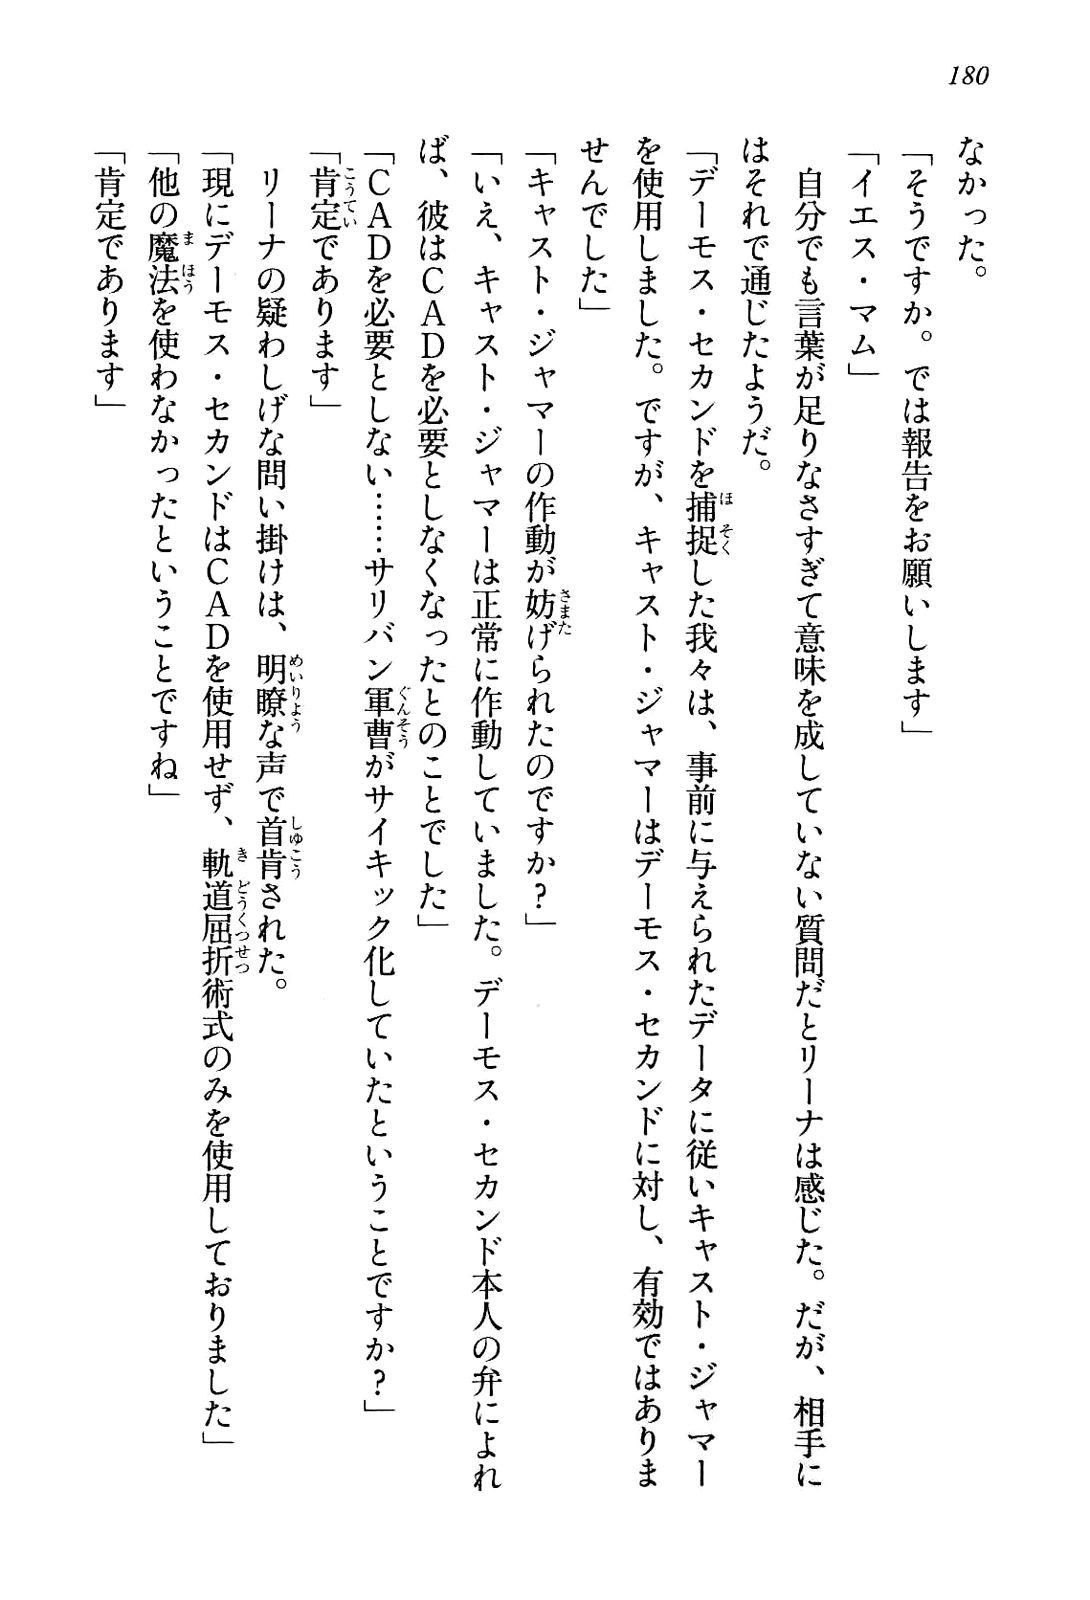 180
なかった。
「そうですか。では報告をお願いします」
「イエス・マム」
　自分でも言葉が足りなさすぎて意味を成していない質問だとリーナは感じた。だが、相手に
はそれで通じたようだ。
「デーモス・セカンドを捕捉した我々は、事前に与えられたデータに従いキャスト・ジャマー
を使用しました。ですが、キャスト・ジャマーはデーモス・セカンドに対し、有効ではありま
せんでした」
「キャスト・ジャマーの作動が妨げられたのですか？」
「いえ、キャスト・ジャマーは正常に作動していました。デーモス・セカンド本人の弁によれ
ば、彼はＣＡＤを必要としなくなったとのことでした」
「ＣＡＤを必要としない……サリバン軍曹がサイキック化していたということですか？」
「肯定であります」
　リーナの疑わしげな問い掛けは、明瞭な声で首肯された。
「現にデーモス・セカンドはＣＡＤを使用せず、軌道屈折術式のみを使用しておりました」
「他の魔法を使わなかったということですね」
「肯定であります」